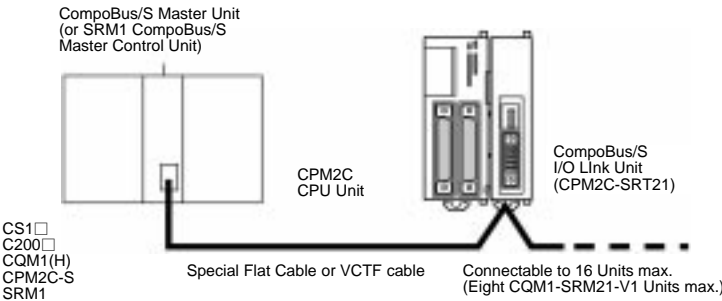 CompoBus/S Master Unit
(or SRM1 CompoBus/S
Master Control Unit)
CPM2C
CPU Unit
CompoBus/S
I/O LInk Unit
(CPM2C-SRT21)
CS1□
C200□
CQM1(H)
CPM2C-S
SRM1
Special Flat Cable or VCTF cable
Connectable to 16 Units max.
(Eight CQM1-SRM21-V1 Units max.)